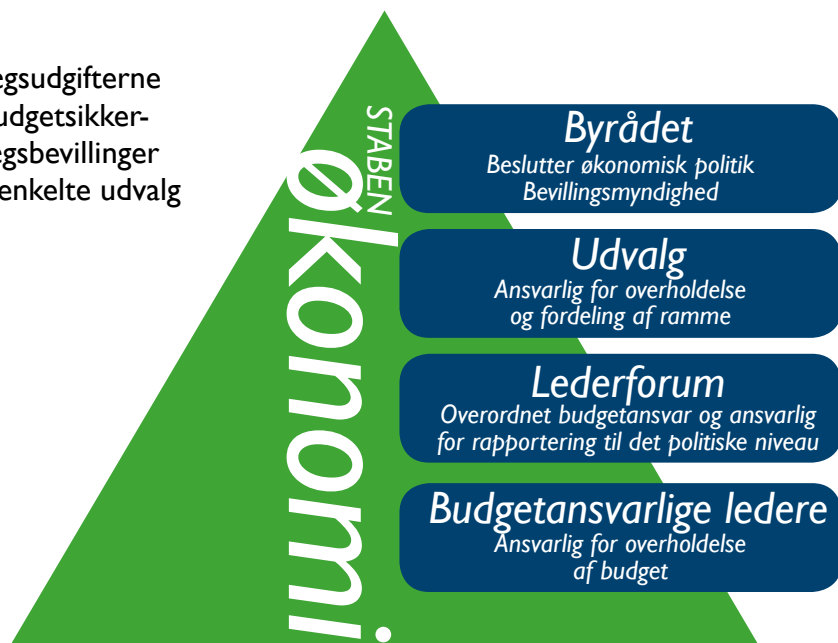 egsudgifterne
udgetsikker-
egsbevillinger
enkelte udvalg
STABEN
Økonomi
Byrådet
Beslutter økonomisk politik
Bevillingsmyndighed
Udvalg
Ansvarlig for overholdelse
og fordeling af ramme
Lederforum
Overordnet budgetansvar og ansvarlig
for rapportering til det politiske niveau
Budgetansvarlige ledere
Ansvarlig for overholdelse
af budget